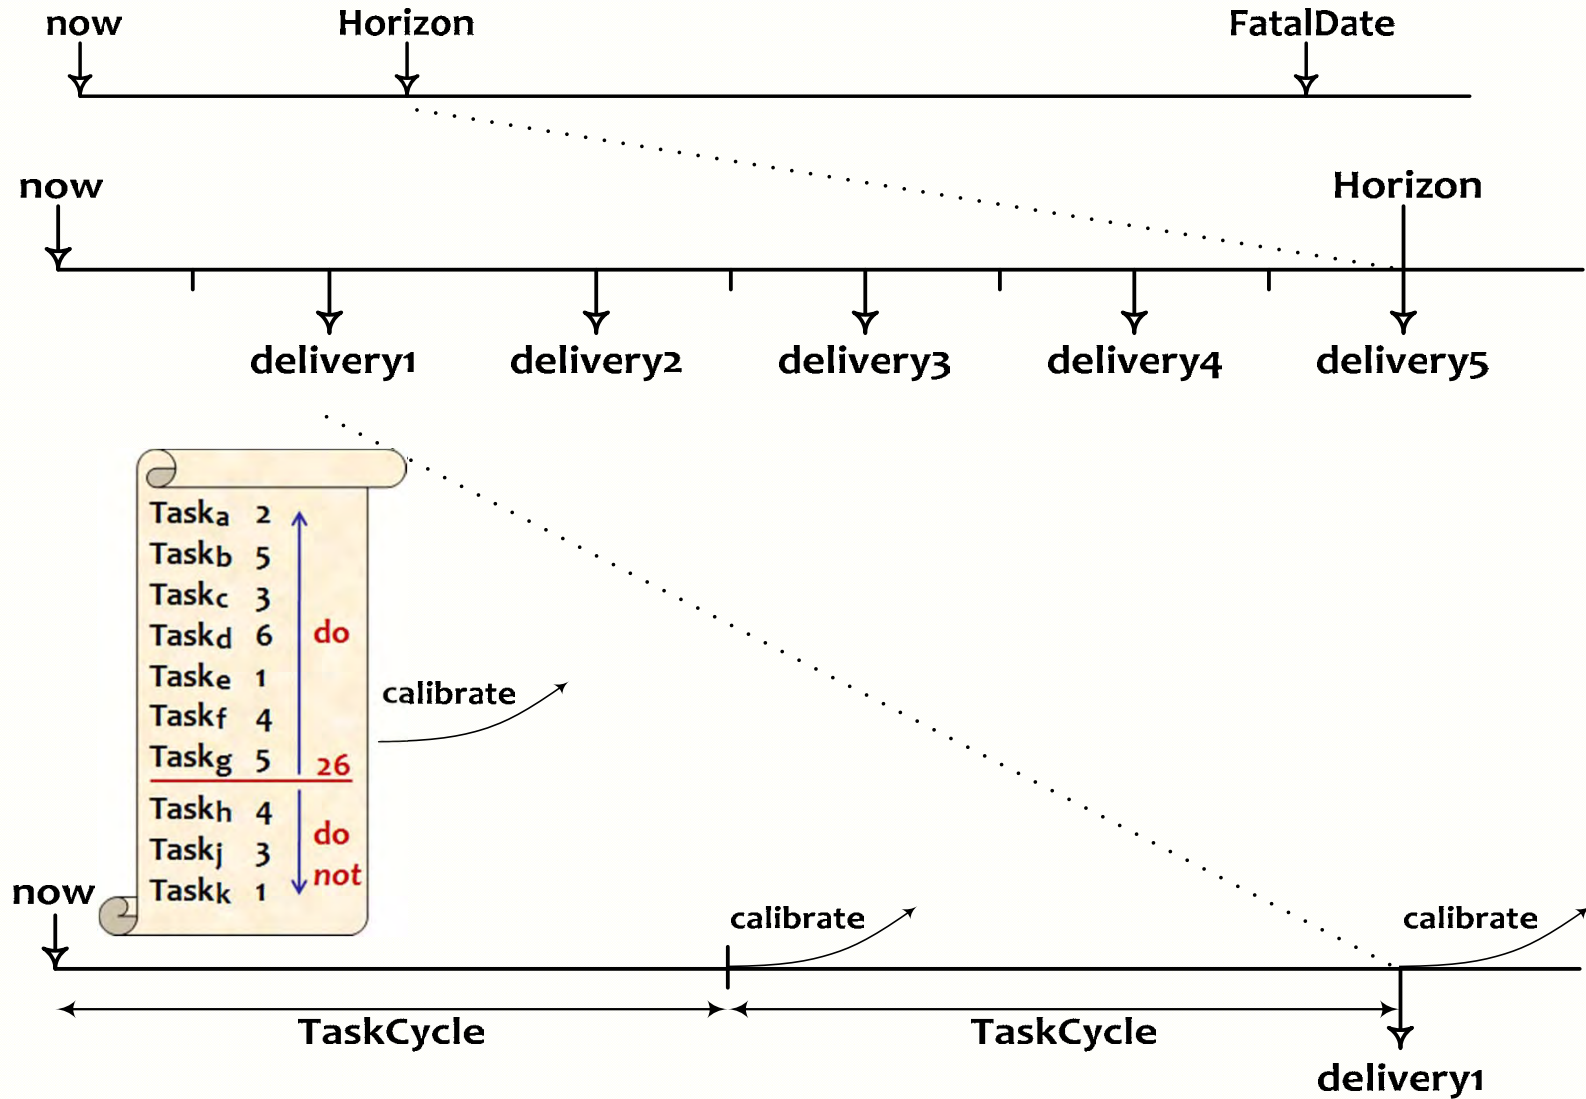 now Horizon FatalDate
now Horizon
delivery1 delivery2 delivery3 delivery4 delivery5
Taska 2
Taskb 5
Taskc 3
Taskd 6
do
Taske 1
calibrate
Taskf 4
Taskg 5 26
Taskh 4
do
Taskj 3
not
Taskk 1
now
calibrate calibrate
TaskCycle TaskCycle
delivery1